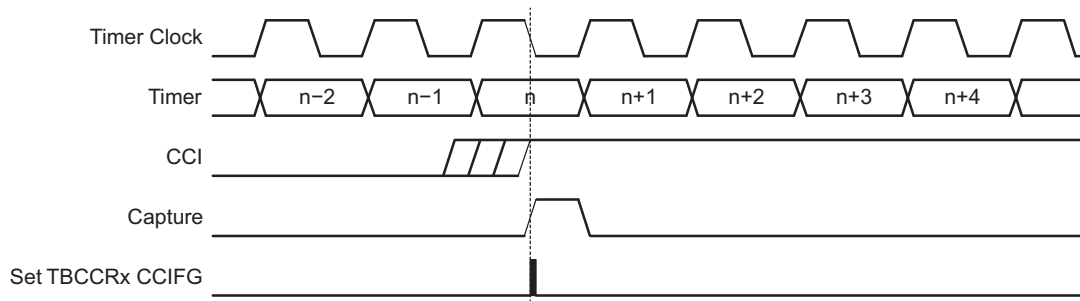 Timer Clock
Timer n−2 n−1 n n+1 n+2 n+3 n+4
CCI
Capture
Set TBCCRx CCIFG